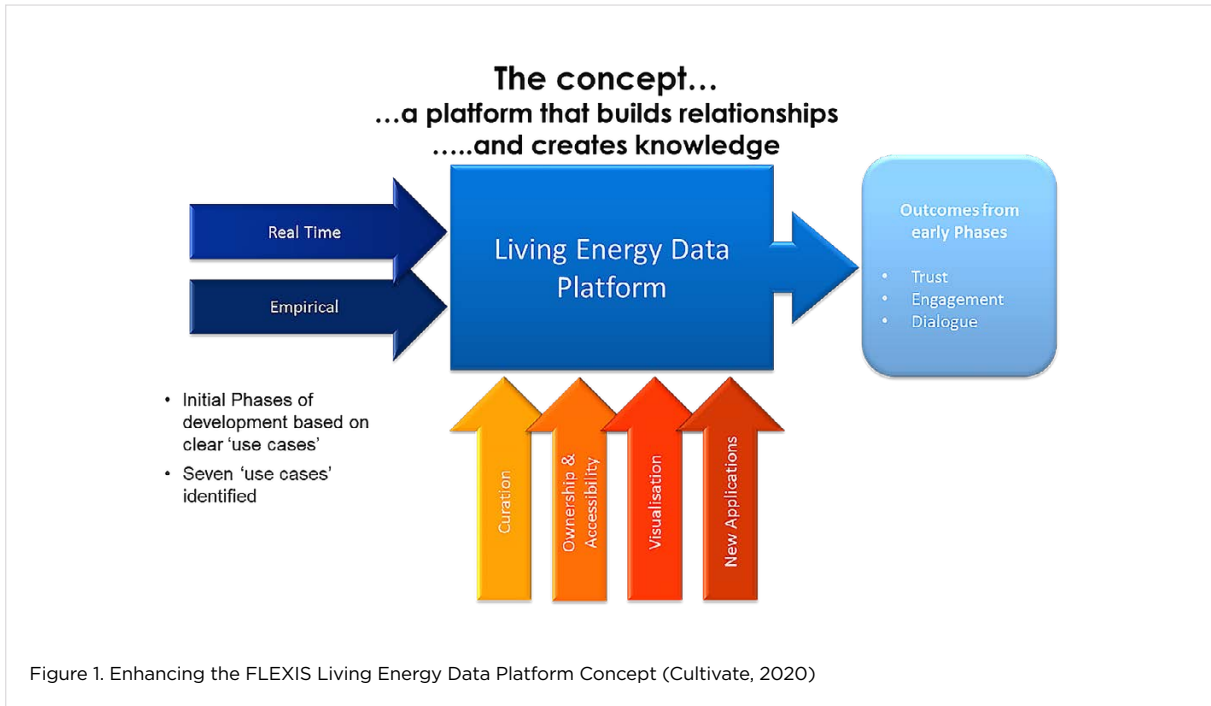 The concept...
...a platform that builds relationships
.....and creates knowledge
Real Time
Empirical
Living Energy Data
Platform
Outcomes from
early Phases
• Trust
• Engagement
• Dialogue
• Initial Phases of
development based on
clear ‘use cases’
• Seven ‘use cases’
identified
Curation
Ownership &
Accessibility
Visualisation
New Applications
Figure 1. Enhancing the FLEXIS Living Energy Data Platform Concept (Cultivate, 2020)